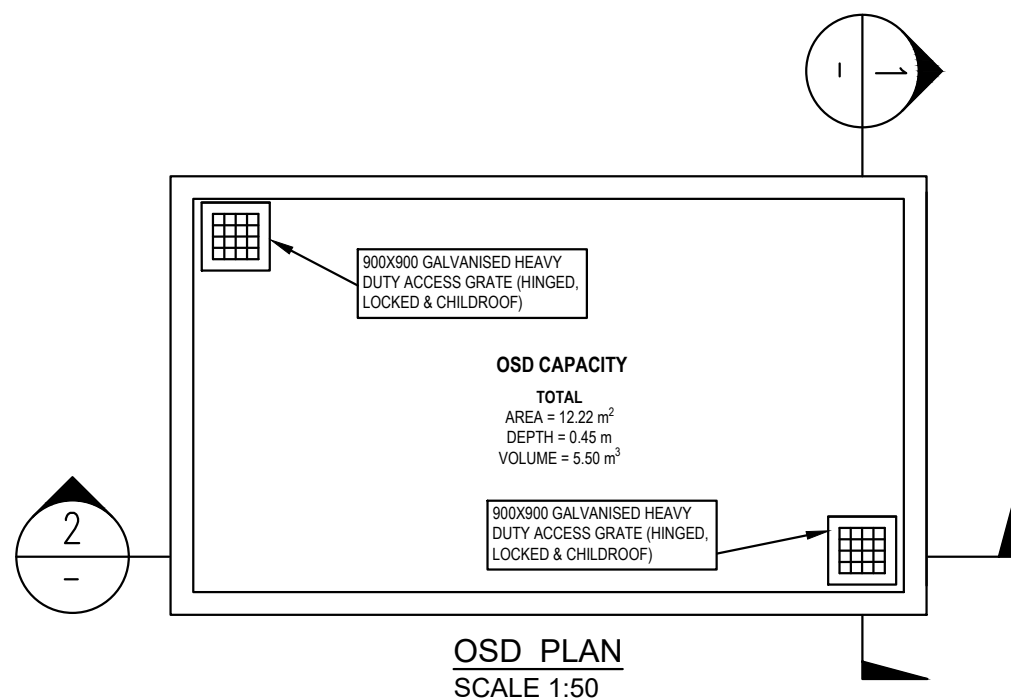 1
-
900X900 GALVANISED HEAVY
DUTY ACCESS GRATE (HINGED,
LOCKED & CHILDROOF)
OSD CAPACITY
TOTAL
AREA = 12.22 m²
DEPTH = 0.45 m
VOLUME = 5.50 m³
900X900 GALVANISED HEAVY
DUTY ACCESS GRATE (HINGED,
LOCKED & CHILDROOF)
2
-
OSD PLAN
SCALE 1:50